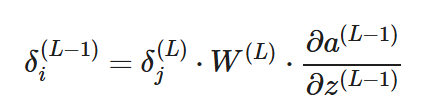 δ_i^{(L−1)} = δ_j^{(L)} · W^{(L)} · ∂a^{(L−1)} / ∂z^{(L−1)}